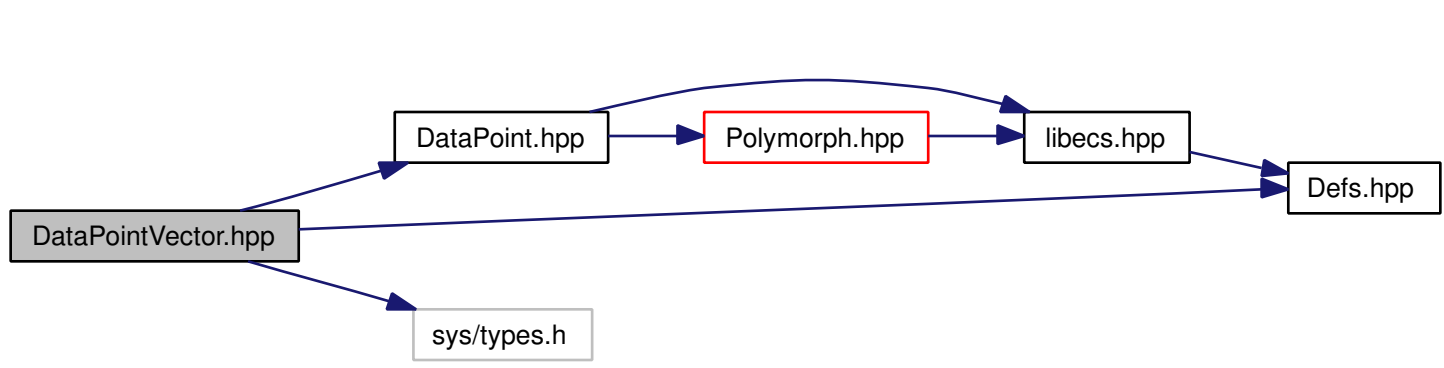 DataPoint.hpp
Polymorph.hpp
libecs.hpp
Defs.hpp
DataPointVector.hpp
sys/types.h